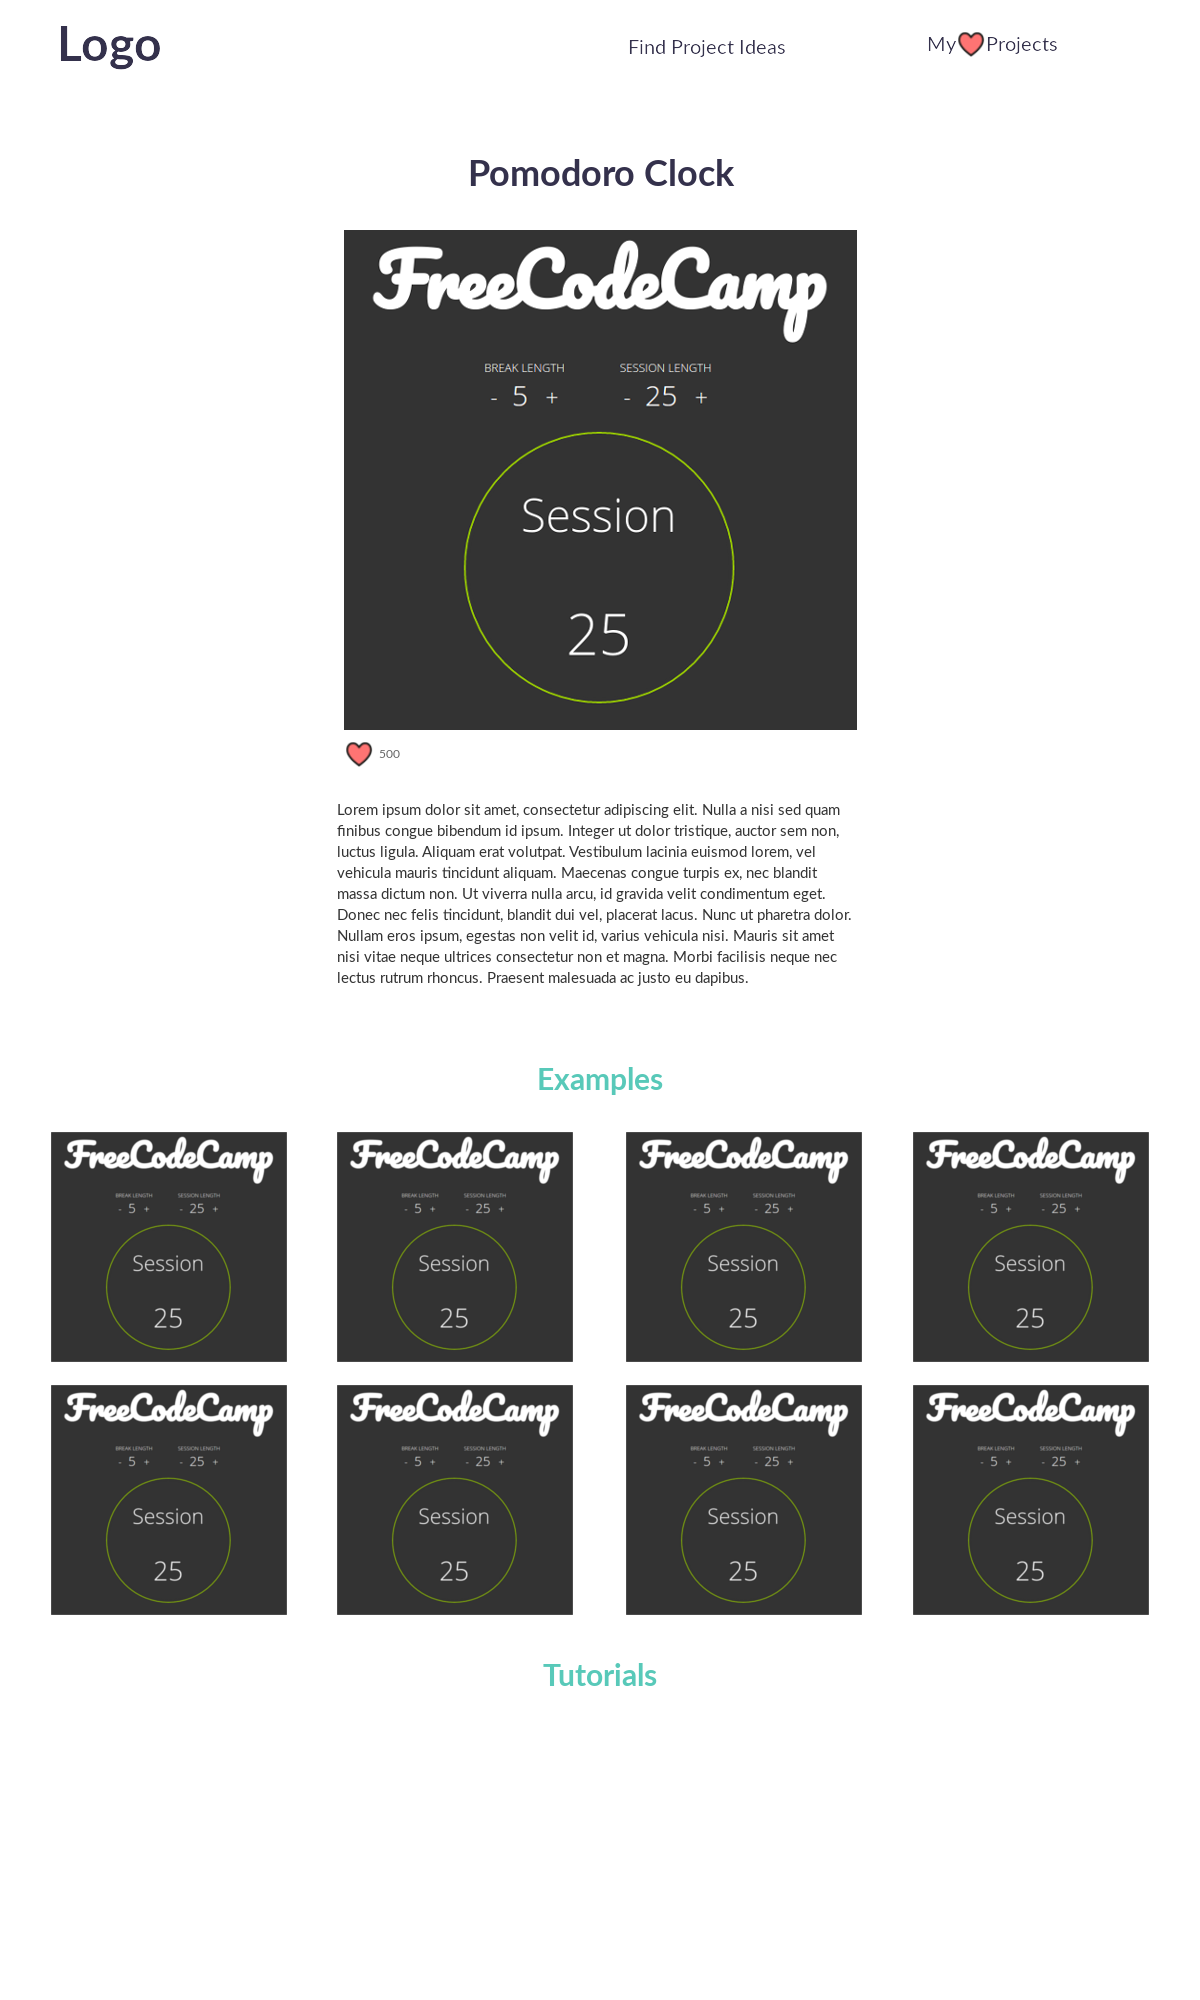 Logo
Find Project Ideas
My Projects
Pomodoro Clock
FreeCodeCamp
BREAK LENGTH SESSION LENGTH
- 5 + - 25 +
Session
25
500
Lorem ipsum dolor sit amet, consectetur adipiscing elit. Nulla a nisi sed quam
finibus congue bibendum id ipsum. Integer ut dolor tristique, auctor sem non,
luctus ligula. Aliquam erat volutpat. Vestibulum lacinia euismod lorem, vel
vehicula mauris tincidunt aliquam. Maecenas congue turpis ex, nec blandit
massa dictum non. Ut viverra nulla arcu, id gravida velit condimentum eget.
Donec nec felis tincidunt, blandit dui vel, placerat lacus. Nunc ut pharetra dolor.
Nullam eros ipsum, egestas non velit id, varius vehicula nisi. Mauris sit amet
nisi vitae neque ultrices consectetur non et magna. Morbi facilisis neque nec
lectus rutrum rhoncus. Praesent malesuada ac justo eu dapibus.
Examples
FreeCodeCamp
BREAK LENGTH SESSION LENGTH
- 5 + - 25 +
Session
25
FreeCodeCamp
BREAK LENGTH SESSION LENGTH
- 5 + - 25 +
Session
25
FreeCodeCamp
BREAK LENGTH SESSION LENGTH
- 5 + - 25 +
Session
25
FreeCodeCamp
BREAK LENGTH SESSION LENGTH
- 5 + - 25 +
Session
25
FreeCodeCamp
BREAK LENGTH SESSION LENGTH
- 5 + - 25 +
Session
25
FreeCodeCamp
BREAK LENGTH SESSION LENGTH
- 5 + - 25 +
Session
25
FreeCodeCamp
BREAK LENGTH SESSION LENGTH
- 5 + - 25 +
Session
25
FreeCodeCamp
BREAK LENGTH SESSION LENGTH
- 5 + - 25 +
Session
25
Tutorials